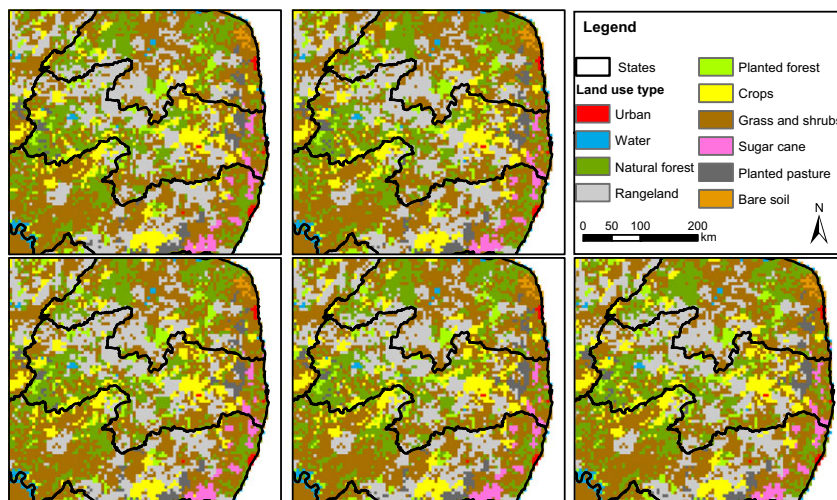 Legend
States
Land use type
Urban
Water
Natural forest
Rangeland
Planted forest
Crops
Grass and shrubs
Sugar cane
Planted pasture
Bare soil
0 50 100 200
km
N